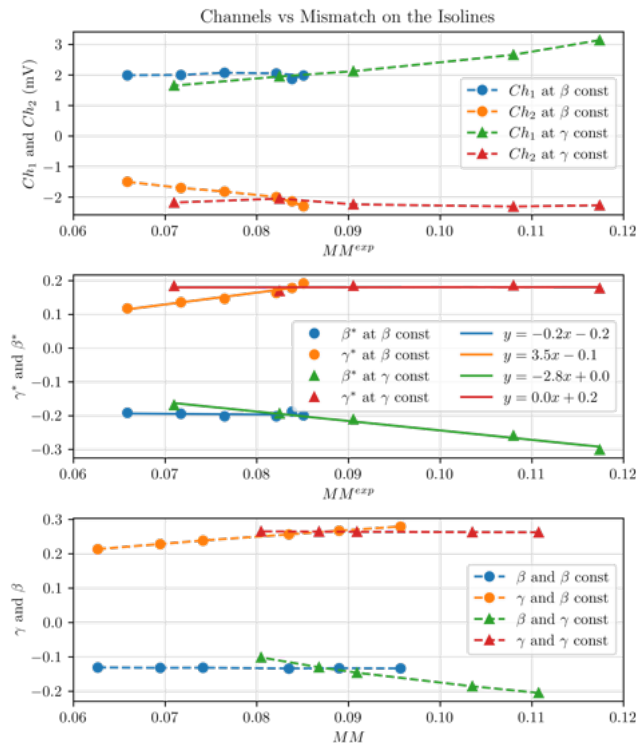 Channels vs Mismatch on the Isolines
Ch₁ and Ch₂ (mV)
3
2
1
0
−1
−2
Ch₁ at β const
Ch₂ at β const
Ch₁ at γ const
Ch₂ at γ const
0.06 0.07 0.08 0.09 0.10 0.11 0.12
MM^{exp}
γ* and β*
0.2
0.1
0.0
−0.1
−0.2
−0.3
β* at β const y = −0.2x − 0.2
γ* at β const y = 3.5x − 0.1
β* at γ const y = −2.8x + 0.0
γ* at γ const y = 0.0x + 0.2
0.06 0.07 0.08 0.09 0.10 0.11 0.12
MM^{exp}
γ and β
0.3
0.2
0.1
0.0
−0.1
−0.2
β and β const
γ and β const
β and γ const
γ and γ const
0.06 0.07 0.08 0.09 0.10 0.11 0.12
MM